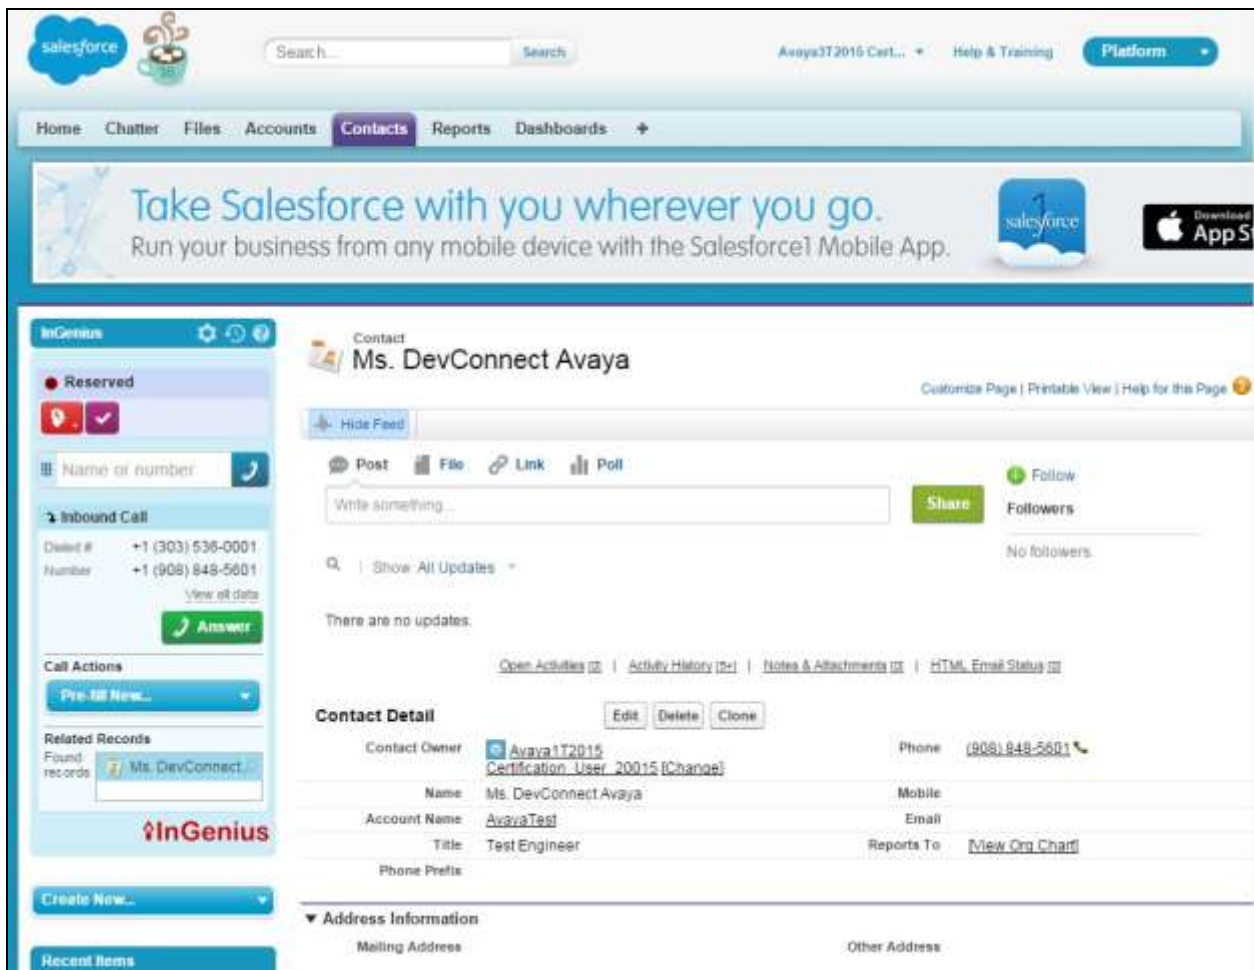 salesforce
Search...
Search
Avaya3T2015 Cert...
Help & Training
Platform
Home Chatter Files Accounts Contacts Reports Dashboards +
Take Salesforce with you wherever you go.
Run your business from any mobile device with the Salesforce1 Mobile App.
1
salesforce
Download
App St
InGenius
Contact
Ms. DevConnect Avaya
Reserved
Customize Page | Printable View | Help for this Page
Hide Feed
Post File Link Poll
Name or number
Write something...
Share
Follow
Followers
No followers.
Inbound Call
Dialed # +1 (303) 536-0001
Number +1 (908) 848-5601
View all data
Answer
Show All Updates
There are no updates.
Call Actions
Pre-fill New...
Open Activities | Activity History [5+] | Notes & Attachments | HTML Email Status
Contact Detail
Edit Delete Clone
Related Records
Found records
Ms. DevConnect...
InGenius
Contact Owner Avaya1T2015
Certification_User_20015 [Change]
Phone (908) 848-5601
Name Ms. DevConnect Avaya
Mobile
Account Name AvayaTest
Email
Title Test Engineer
Reports To [View Org Chart]
Phone Prefix
Create New...
Address Information
Mailing Address
Other Address
Recent Items